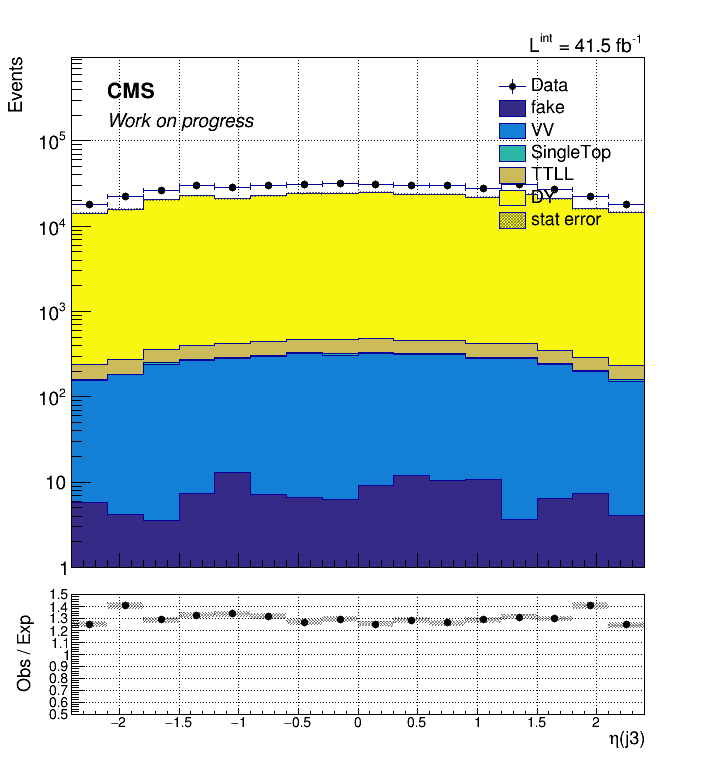 L^int = 41.5 fb^-1
Events
CMS
Work on progress
Data
fake
VV
SingleTop
TTLL
DY
stat error
10^5
10^4
10^3
10^2
10
1
Obs / Exp
1.5
1.4
1.3
1.2
1.1
1
0.9
0.8
0.7
0.6
0.5
−2 −1.5 −1 −0.5 0 0.5 1 1.5 2
η(j3)